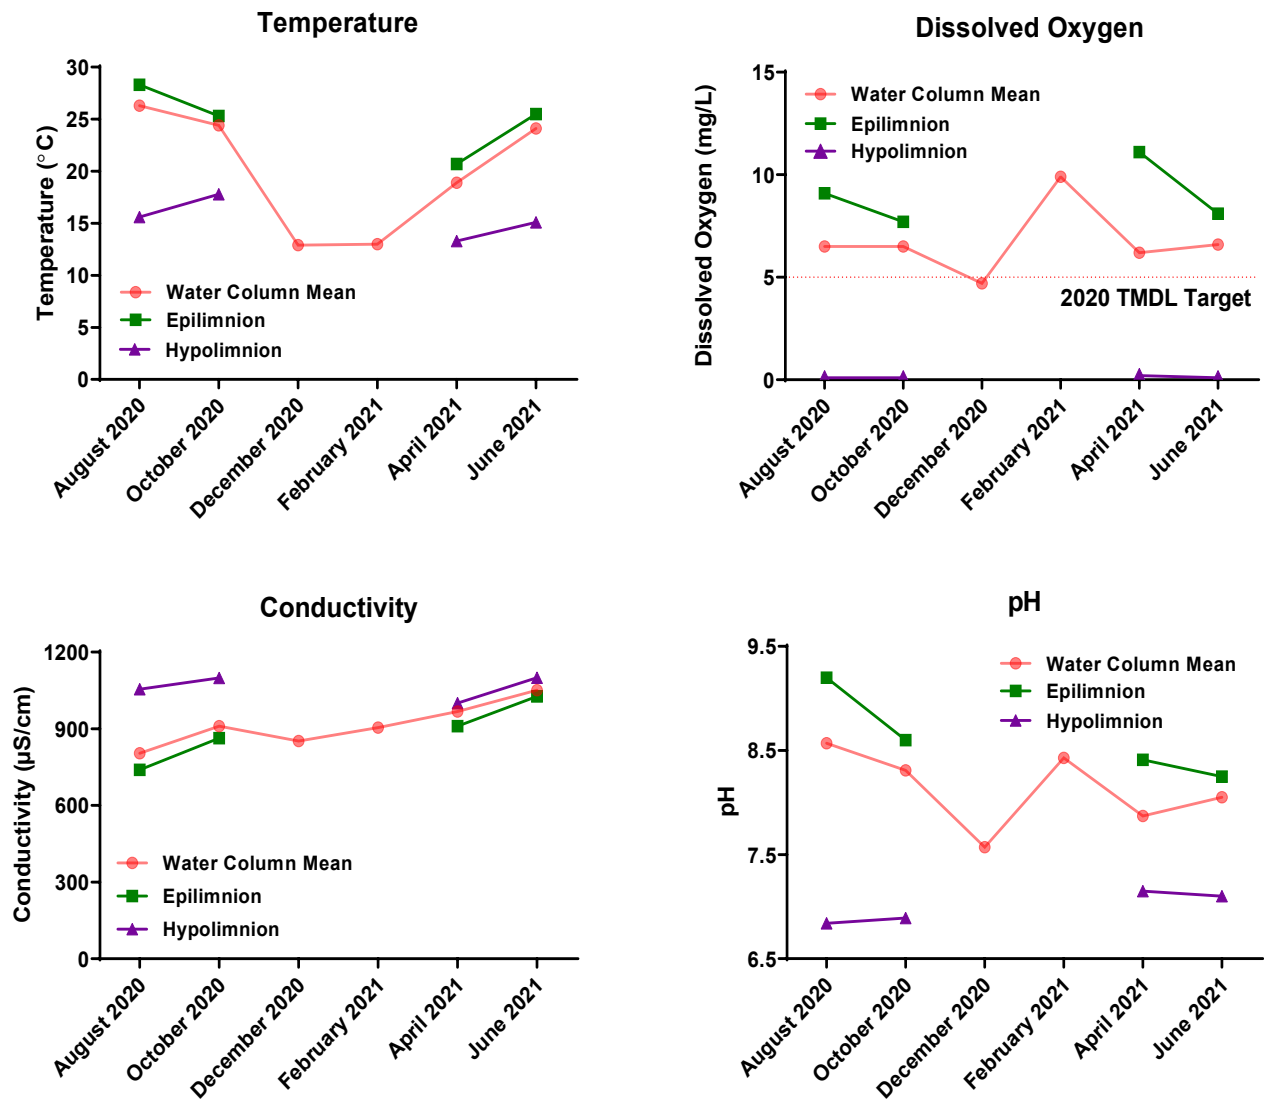 Temperature
30
25
20
15
10
5
0
Temperature (°C)
Water Column Mean
Epilimnion
Hypolimnion
August 2020
October 2020
December 2020
February 2021
April 2021
June 2021
Dissolved Oxygen
15
10
5
0
Dissolved Oxygen (mg/L)
Water Column Mean
Epilimnion
Hypolimnion
2020 TMDL Target
August 2020
October 2020
December 2020
February 2021
April 2021
June 2021
Conductivity
1200
900
600
300
0
Conductivity (µS/cm)
Water Column Mean
Epilimnion
Hypolimnion
August 2020
October 2020
December 2020
February 2021
April 2021
June 2021
pH
9.5
8.5
7.5
6.5
pH
Water Column Mean
Epilimnion
Hypolimnion
August 2020
October 2020
December 2020
February 2021
April 2021
June 2021